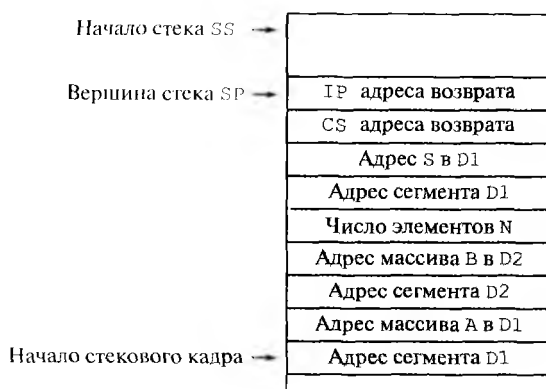 Начало стека SS
Вершина стека SP
IP адреса возврата
CS адреса возврата
Адрес S в D1
Адрес сегмента D1
Число элементов N
Адрес массива B в D2
Адрес сегмента D2
Адрес массива A в D1
Начало стекового кадра
Адрес сегмента D1